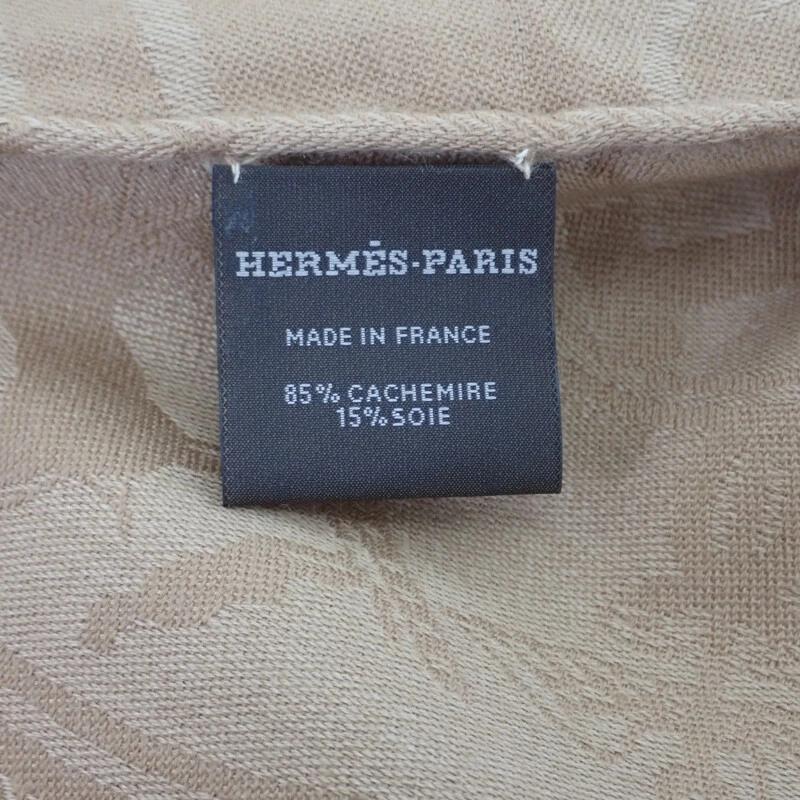 HERMÈS-PARIS
MADE IN FRANCE
85% CACHEMIRE
15% SOIE